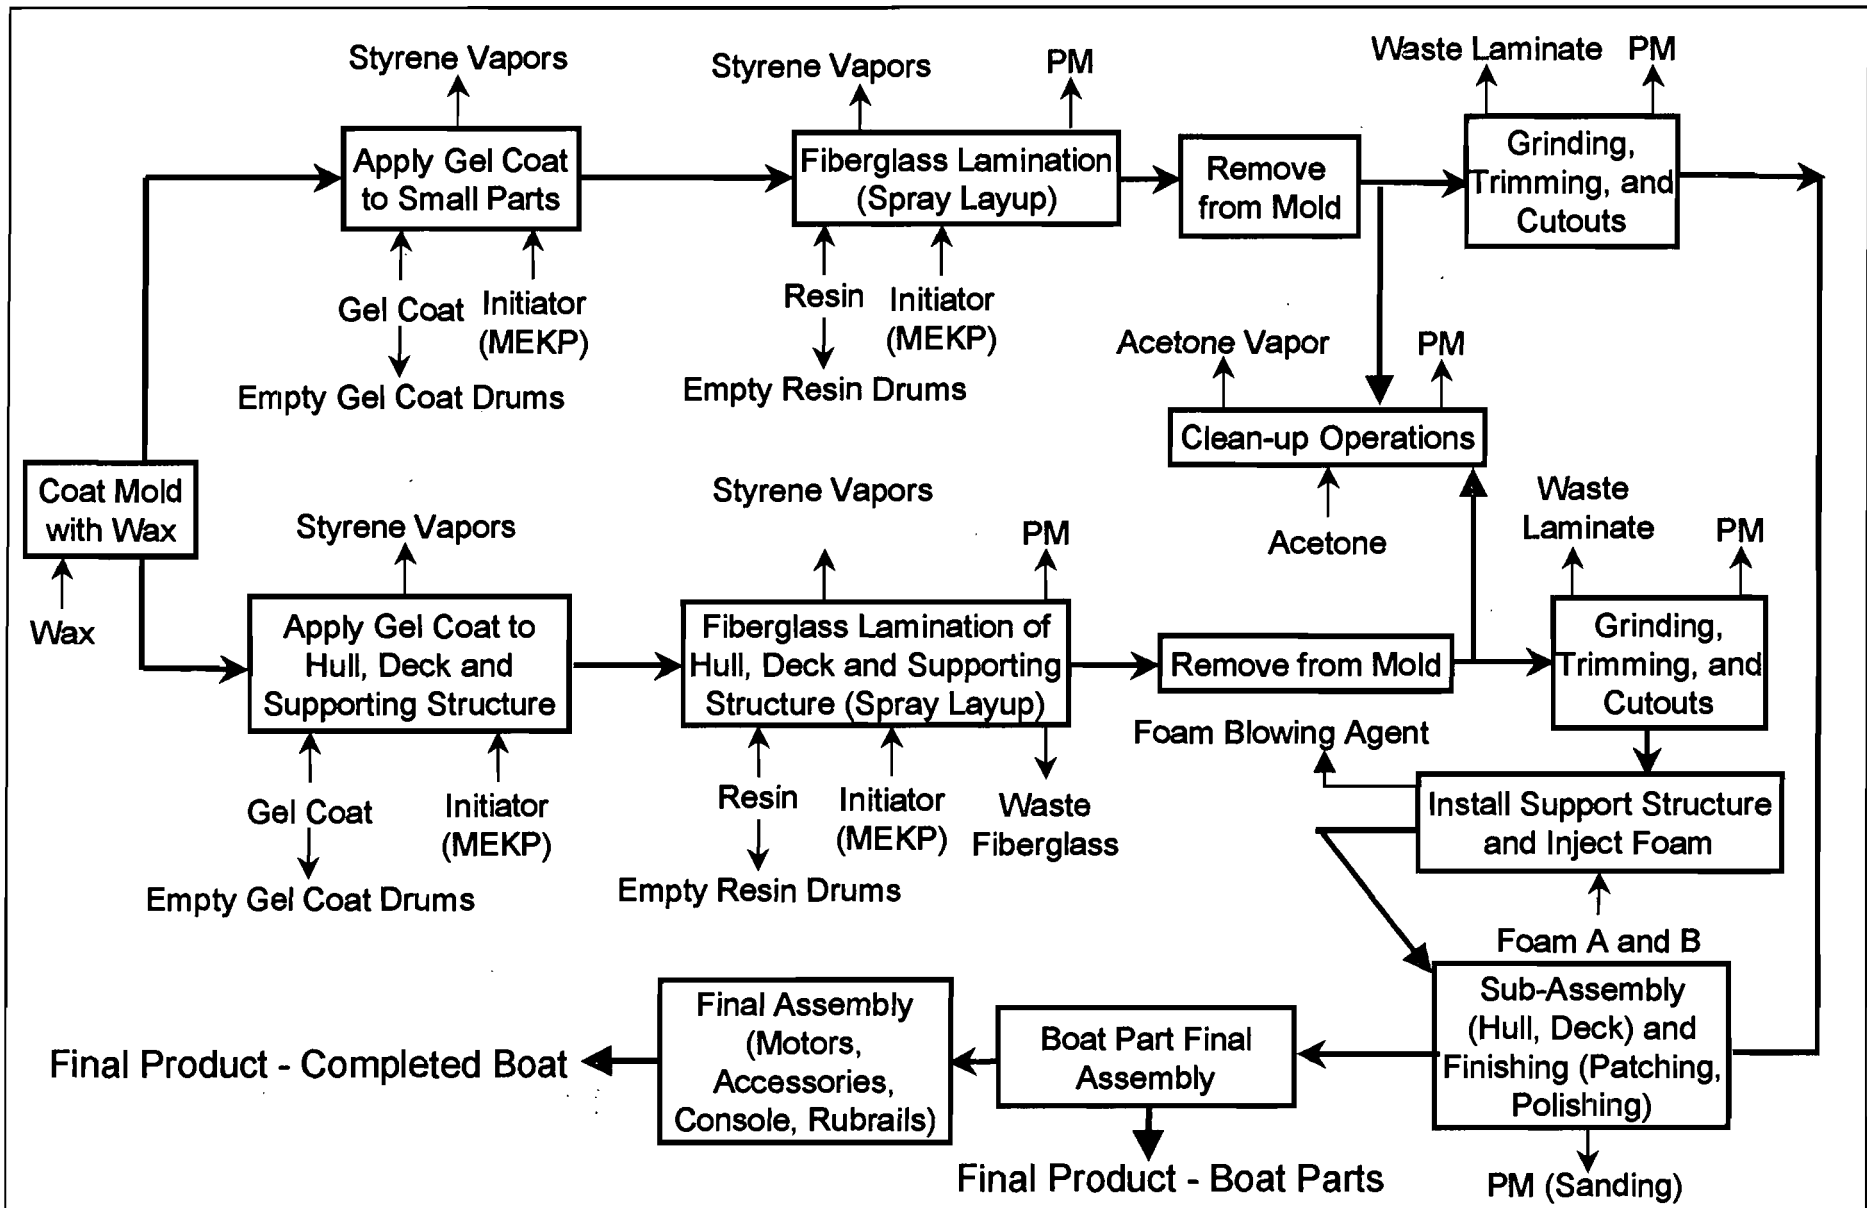 Styrene Vapors
Styrene Vapors
PM
Waste Laminate
PM
Apply Gel Coat
to Small Parts
Fiberglass Lamination
(Spray Layup)
Remove
from Mold
Grinding,
Trimming, and
Cutouts
Gel Coat
Initiator
(MEKP)
Empty Gel Coat Drums
Resin
Initiator
(MEKP)
Empty Resin Drums
Acetone Vapor
PM
Clean-up Operations
Acetone
Coat Mold
with Wax
Wax
Styrene Vapors
Styrene Vapors
PM
Waste
Laminate
PM
Apply Gel Coat to
Hull, Deck and
Supporting Structure
Fiberglass Lamination of
Hull, Deck and Supporting
Structure (Spray Layup)
Remove from Mold
Grinding,
Trimming, and
Cutouts
Gel Coat
Initiator
(MEKP)
Empty Gel Coat Drums
Resin
Initiator
(MEKP)
Waste
Fiberglass
Empty Resin Drums
Foam Blowing Agent
Install Support Structure
and Inject Foam
Foam A and B
Sub-Assembly
(Hull, Deck) and
Finishing (Patching,
Polishing)
PM (Sanding)
Boat Part Final
Assembly
Final Product - Boat Parts
Final Assembly
(Motors,
Accessories,
Console, Rubrails)
Final Product - Completed Boat